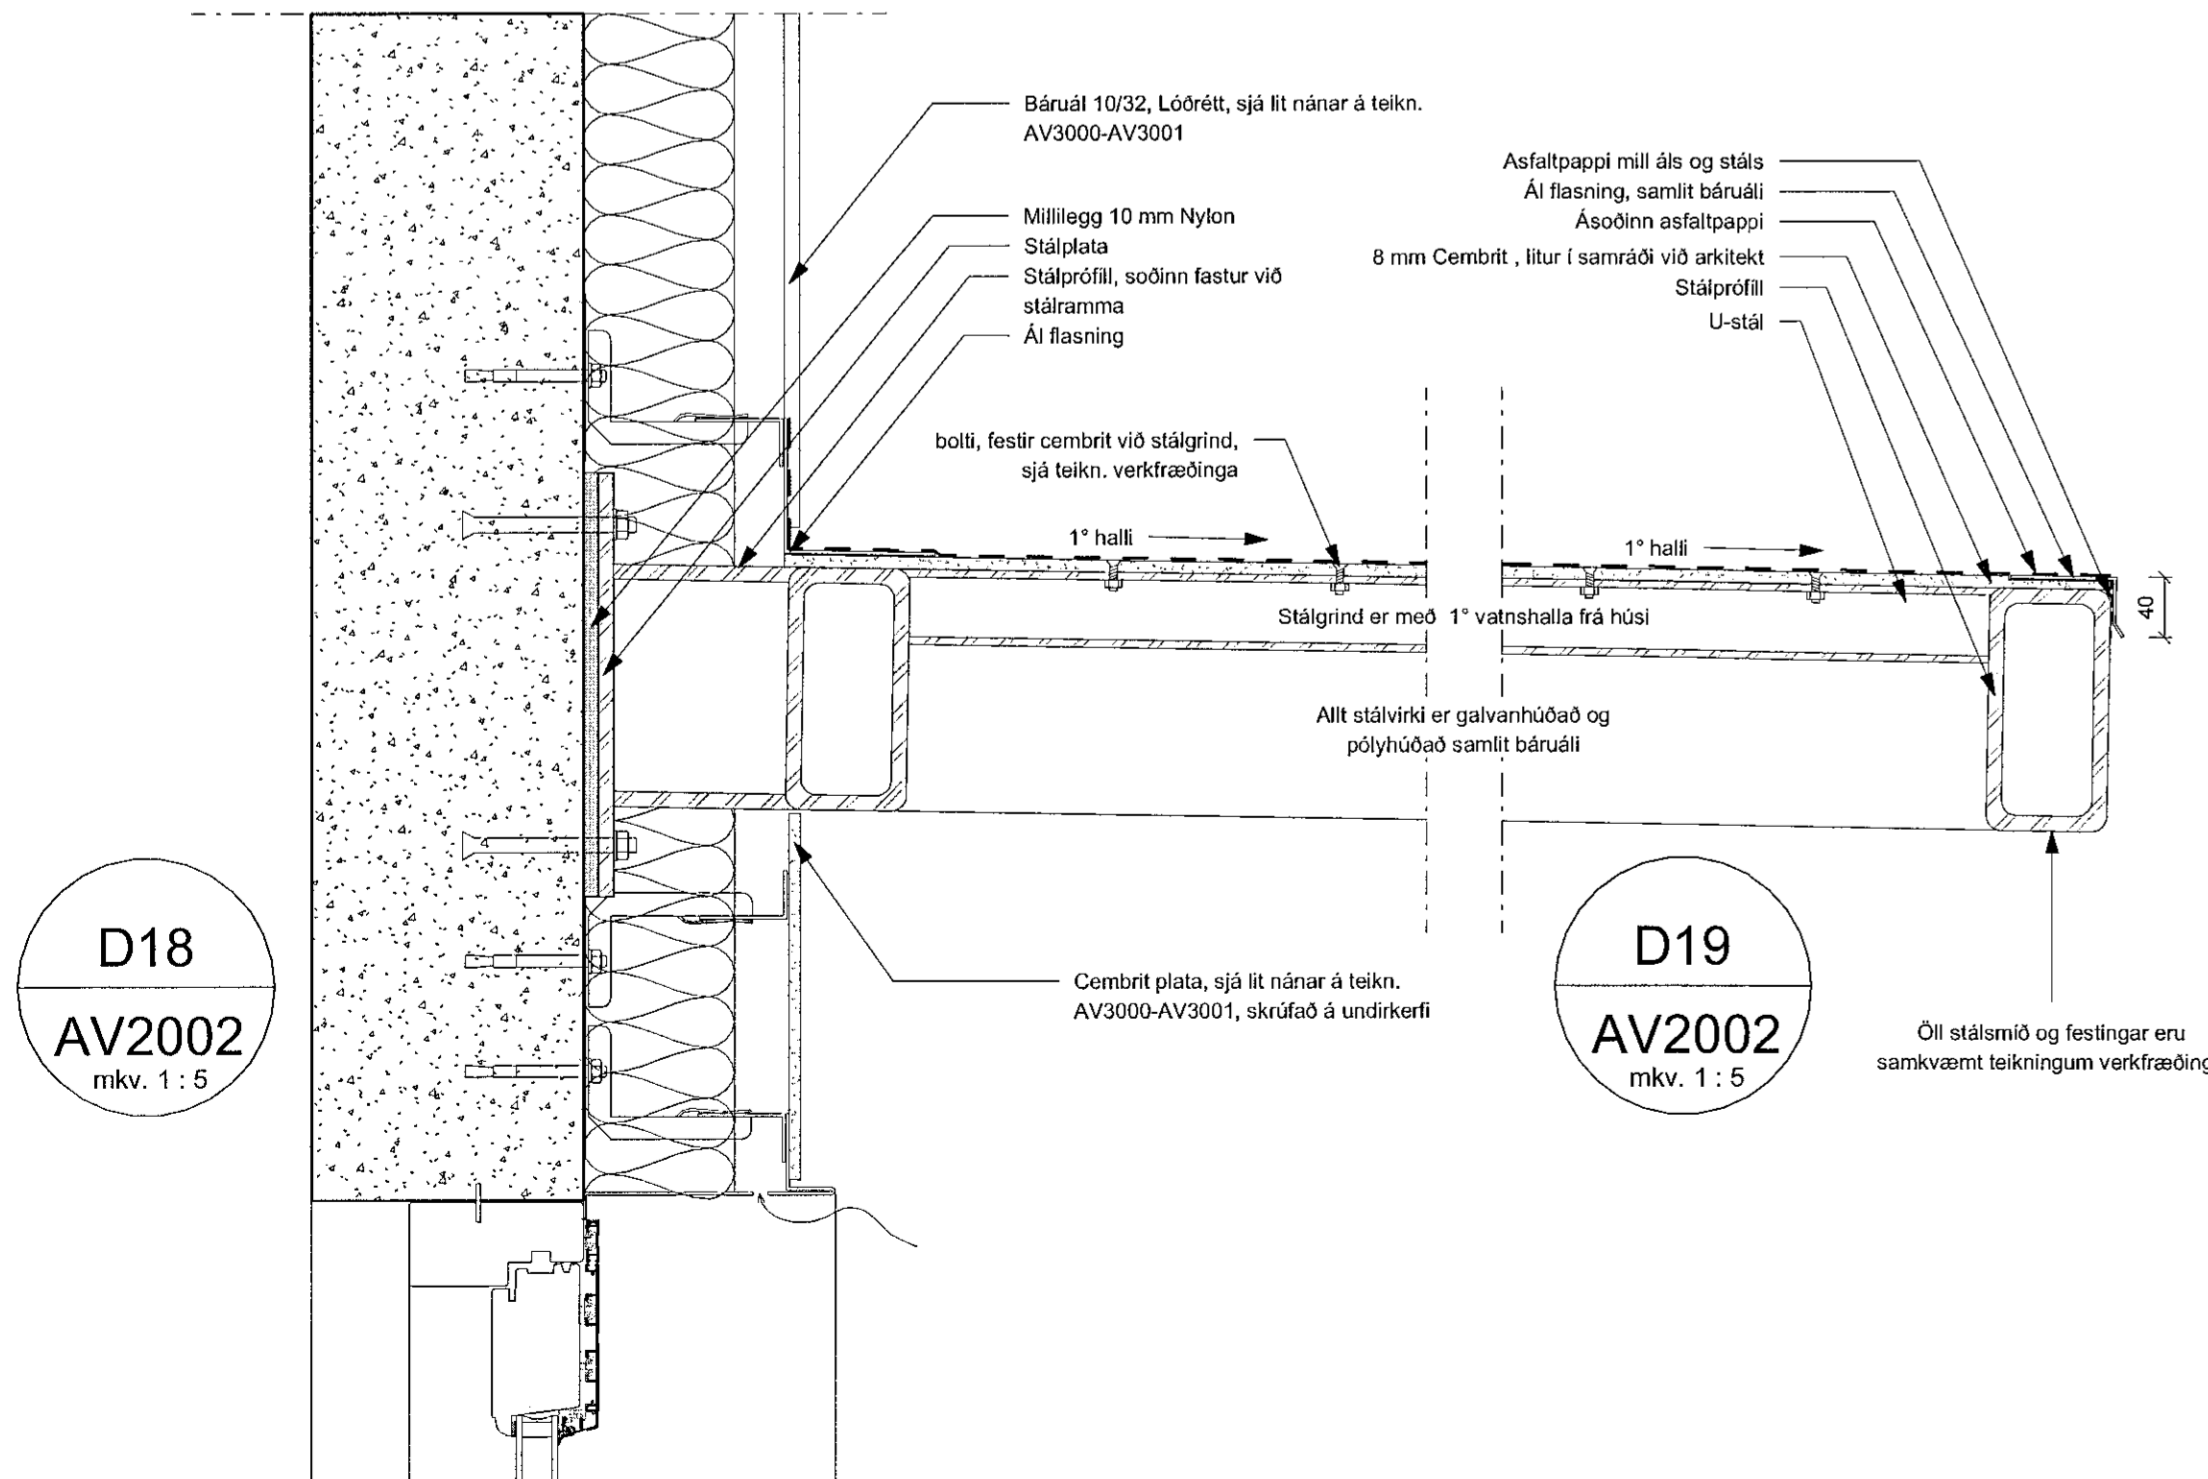 Báruál 10/32, Lóðrétt, sjá lit nánar á teikn.
AV3000-AV3001
Millilegg 10 mm Nylon
Stálplata
Stálprófíll, soðinn fastur við
stálramma
Ál flasning
bolti, festir cembrit við stálgrind,
sjá teikn. verkfræðinga
1° halli
Asfaltpappi mill áls og stáls
Ál flasning, samlit báruáli
Ásoðinn asfaltpappi
8 mm Cembrit , litur í samráði við arkitekt
Stálprófíll
U-stál
1° halli
40
Stálgrind er með 1° vatnshalla frá húsi
Allt stálvirki er galvanhúðað og
pólyhúðað samlit báruáli
Cembrit plata, sjá lit nánar á teikn.
AV3000-AV3001, skrúfað á undirkerfi
D18
AV2002
mkv. 1 : 5
D19
AV2002
mkv. 1 : 5
Öll stálsmíð og festingar eru
samkvæmt teikningum verkfræðing